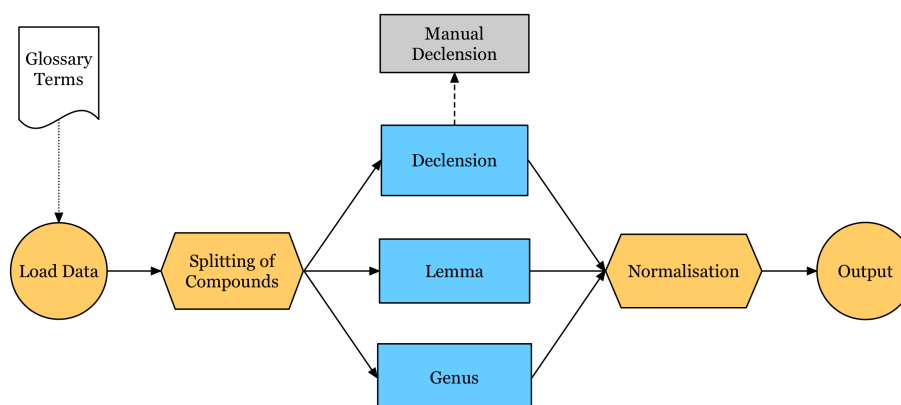 Manual
Declension
Glossary
Terms
Declension
Load Data
Splitting of
Compounds
Lemma
Normalisation
Output
Genus